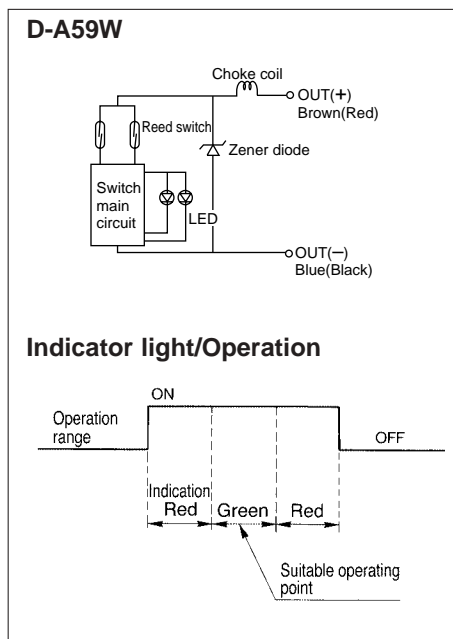 D-A59W
Choke coil
OUT(+)
Brown(Red)
Reed switch
Zener diode
Switch
main
circuit
LED
OUT(−)
Blue(Black)
Indicator light/Operation
ON
Operation
range
OFF
Indication
Red
Green
Red
Suitable operating
point